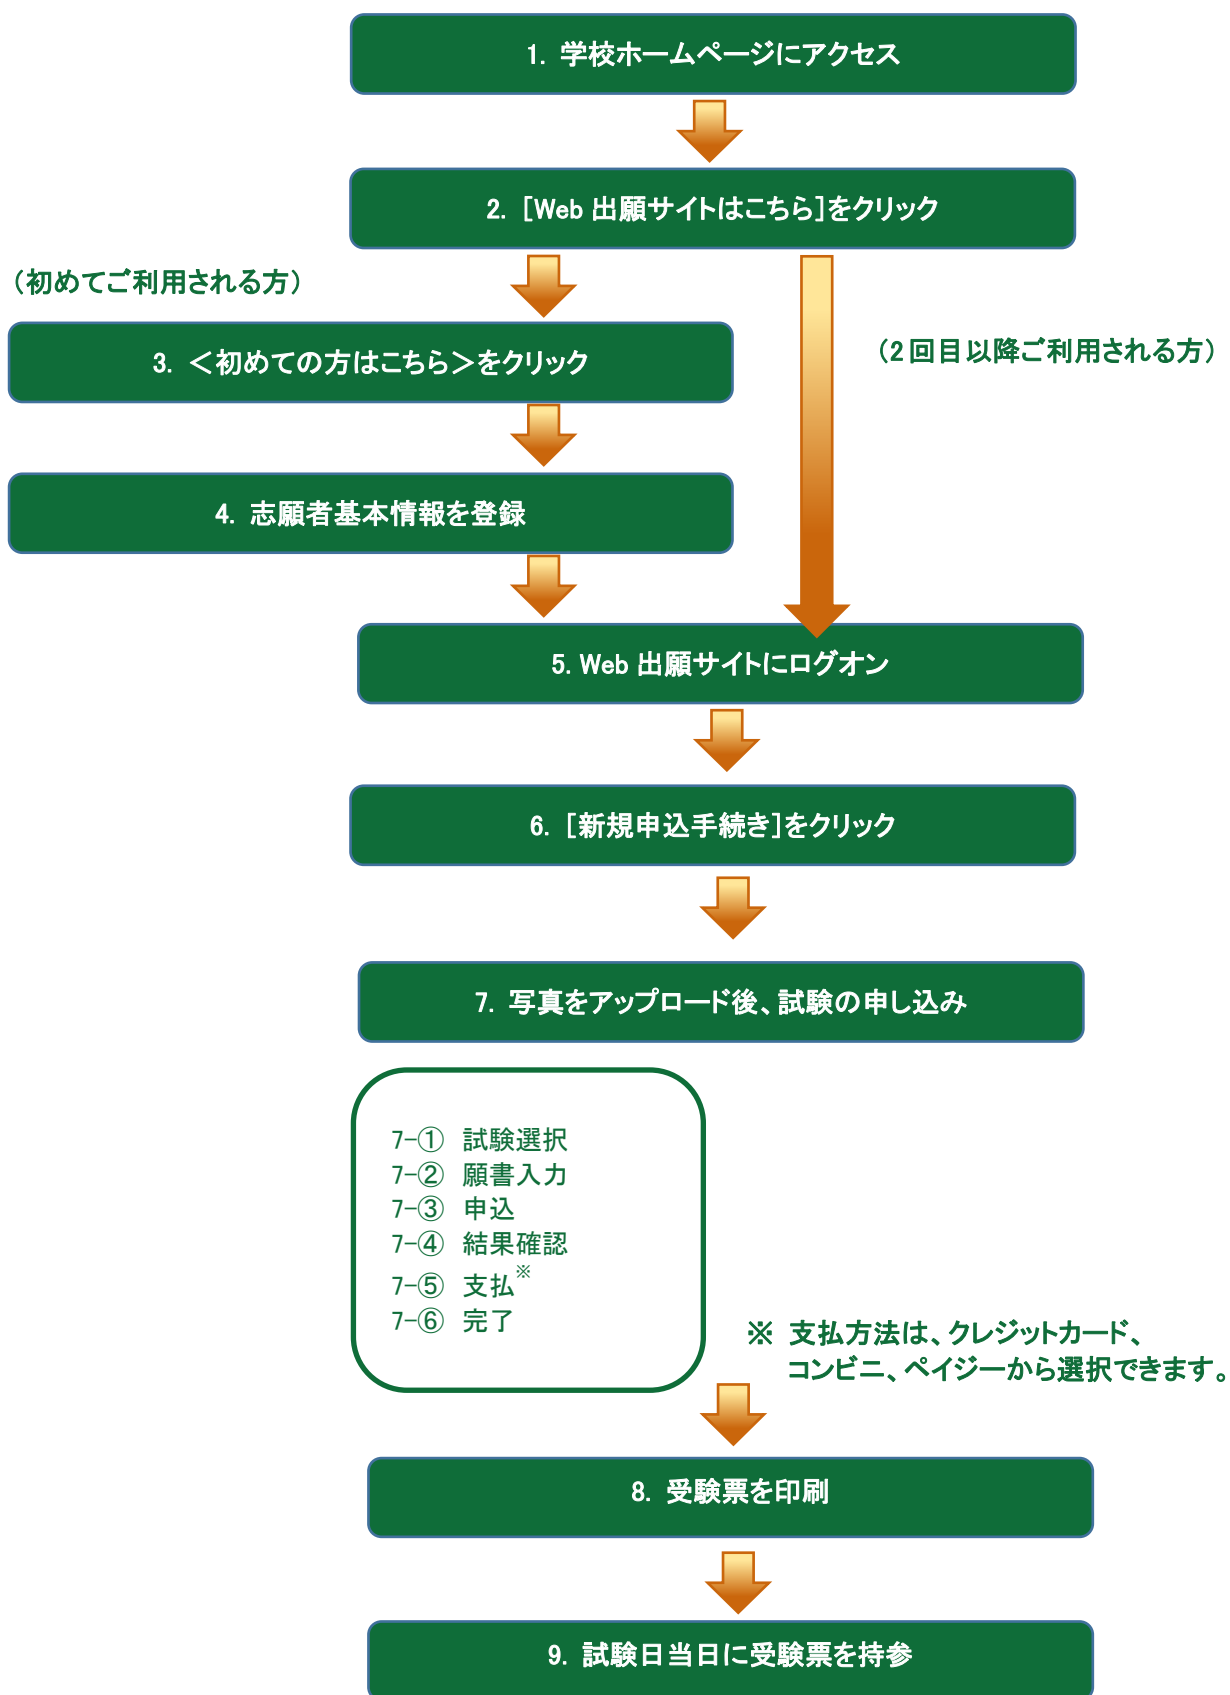 1. 学校ホームページにアクセス
2. [Web 出願サイトはこちら]をクリック
（初めてご利用される方）
3. ＜初めての方はこちら＞をクリック
（2回目以降ご利用される方）
4. 志願者基本情報を登録
5. Web 出願サイトにログオン
6. [新規申込手続き]をクリック
7. 写真をアップロード後、試験の申し込み
7-① 試験選択
7-② 願書入力
7-③ 申込
7-④ 結果確認
7-⑤ 支払※
7-⑥ 完了
※ 支払方法は、クレジットカード、
コンビニ、ペイジーから選択できます。
8. 受験票を印刷
9. 試験日当日に受験票を持参